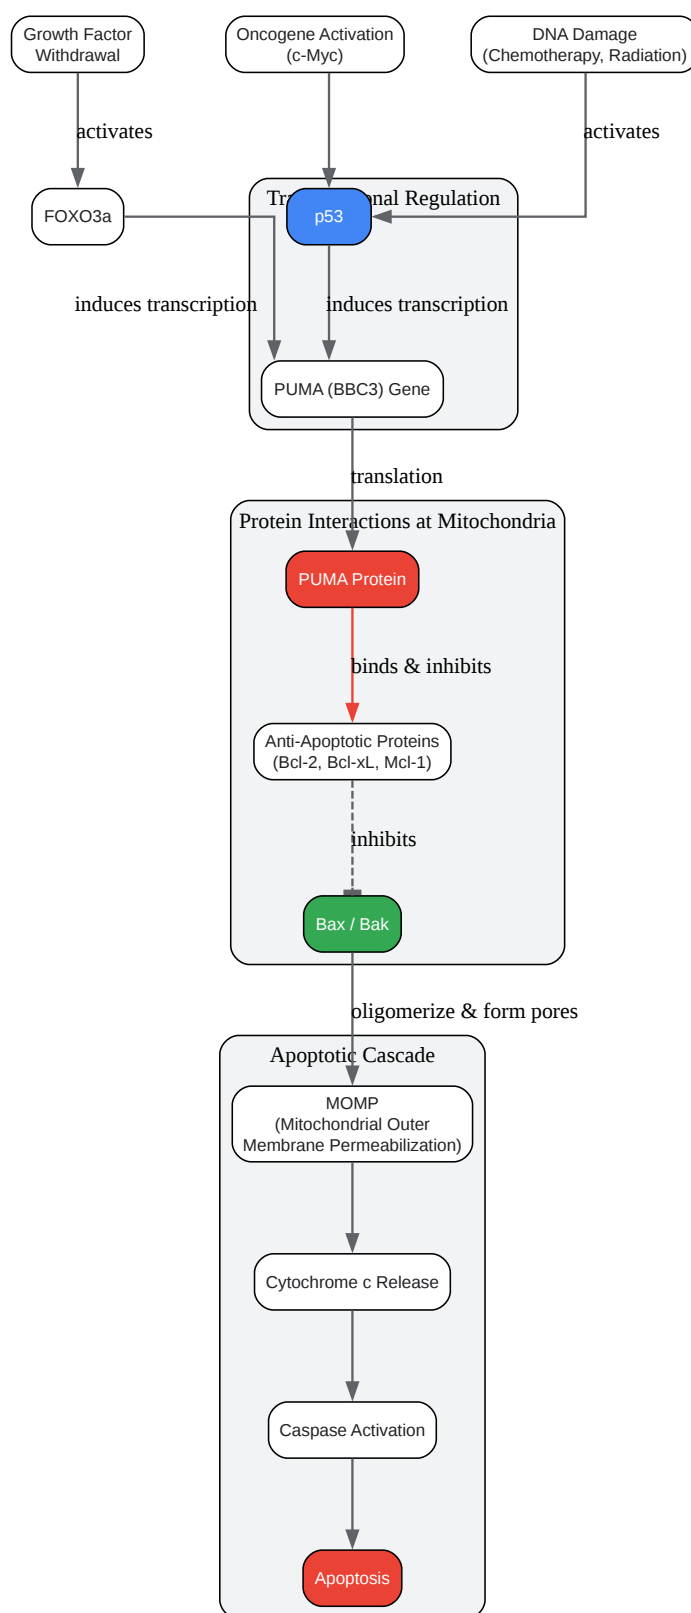 Growth Factor
Withdrawal
Oncogene Activation
(c-Myc)
DNA Damage
(Chemotherapy, Radiation)
activates
activates
Regulation
FOXO3a
p53
induces transcription
induces transcription
PUMA (BBC3) Gene
translation
Protein Interactions at Mitochondria
PUMA Protein
binds & inhibits
Anti-Apoptotic Proteins
(Bcl-2, Bcl-xL, Mcl-1)
inhibits
Bax / Bak
oligomerize & form pores
Apoptotic Cascade
MOMP
(Mitochondrial Outer
Membrane Permeabilization)
Cytochrome c Release
Caspase Activation
Apoptosis